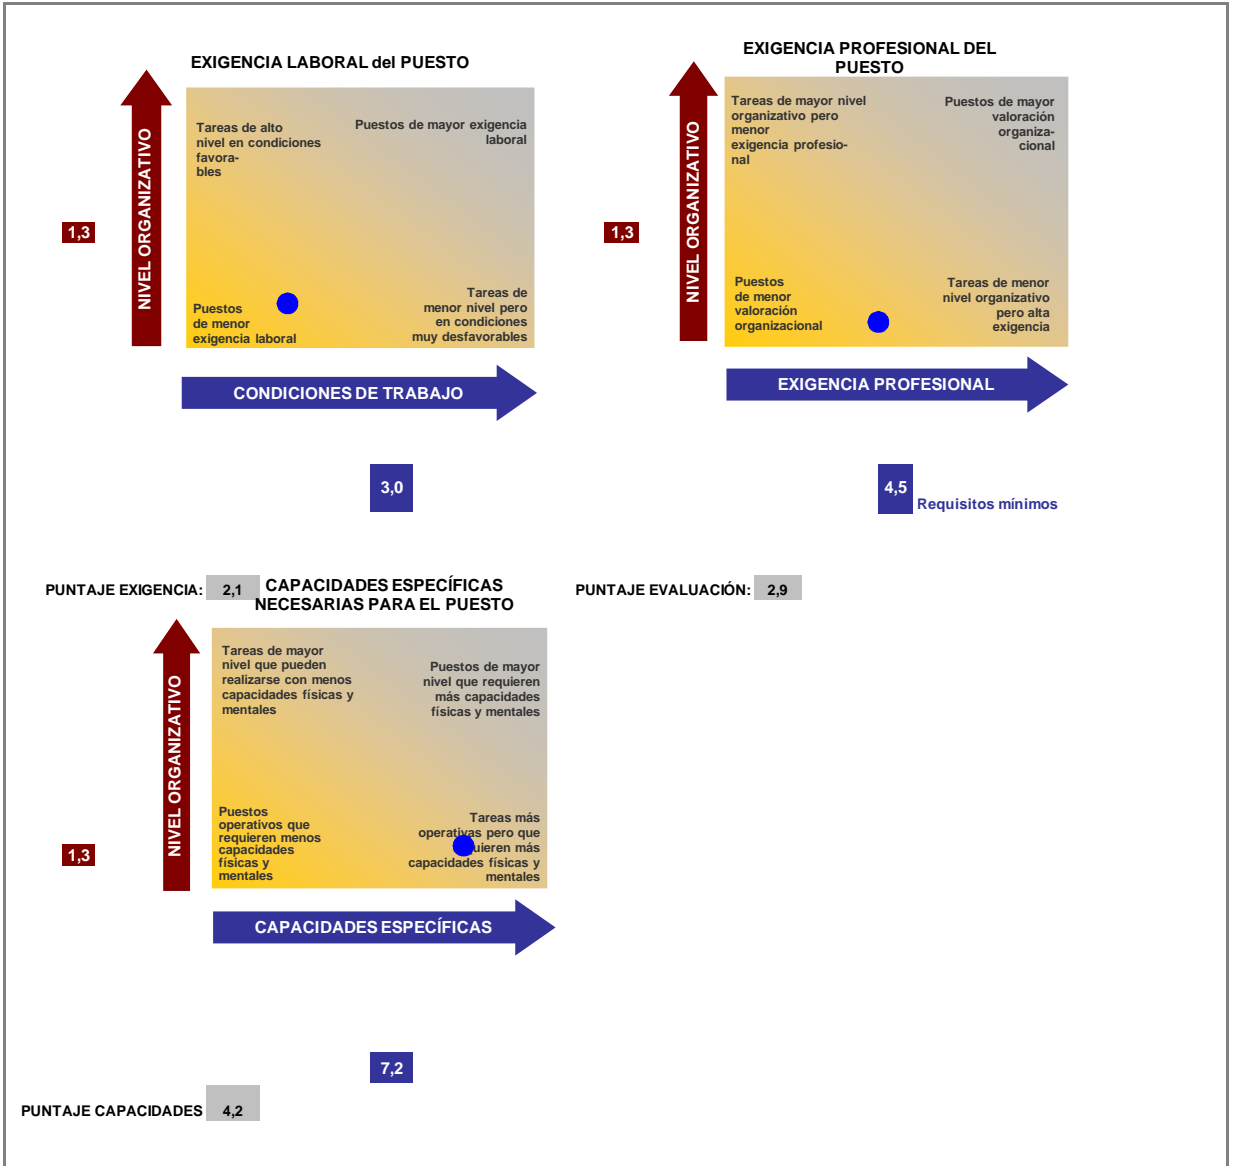 EXIGENCIA LABORAL del PUESTO
NIVEL ORGANIZATIVO
1,3
Tareas de alto
nivel en condiciones
favora-
bles
Puestos de mayor exigencia
laboral
Puestos
de menor
exigencia laboral
Tareas de
menor nivel pero
en condiciones
muy desfavorables
CONDICIONES DE TRABAJO
3,0
PUNTAJE EXIGENCIA: 2,1
EXIGENCIA PROFESIONAL DEL
PUESTO
NIVEL ORGANIZATIVO
1,3
Tareas de mayor nivel
organizativo pero
menor
exigencia profesio-
nal
Puestos de mayor
valoración
organiza-
cional
Puestos
de menor
valoración
organizacional
Tareas de menor
nivel organizativo
pero alta
exigencia
EXIGENCIA PROFESIONAL
4,5
Requisitos mínimos
PUNTAJE EVALUACIÓN: 2,9
CAPACIDADES ESPECÍFICAS
NECESARIAS PARA EL PUESTO
NIVEL ORGANIZATIVO
1,3
Tareas de mayor
nivel que pueden
realizarse con menos
capacidades físicas y
mentales
Puestos de mayor
nivel que requieren
más capacidades
físicas y mentales
Puestos
operativos que
requieren menos
capacidades
físicas y
mentales
Tareas más
operativas pero que
más
capacidades físicas y
mentales
CAPACIDADES ESPECÍFICAS
7,2
PUNTAJE CAPACIDADES 4,2